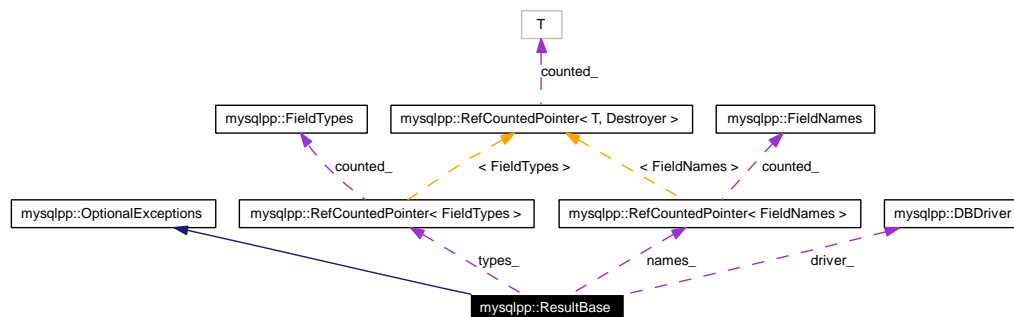 T
counted_
mysqlpp::FieldTypes
mysqlpp::RefCountedPointer< T, Destroyer >
mysqlpp::FieldNames
counted_
< FieldTypes >
< FieldNames >
counted_
mysqlpp::OptionalExceptions
mysqlpp::RefCountedPointer< FieldTypes >
mysqlpp::RefCountedPointer< FieldNames >
mysqlpp::DBDriver
types_
names_
driver_
mysqlpp::ResultBase